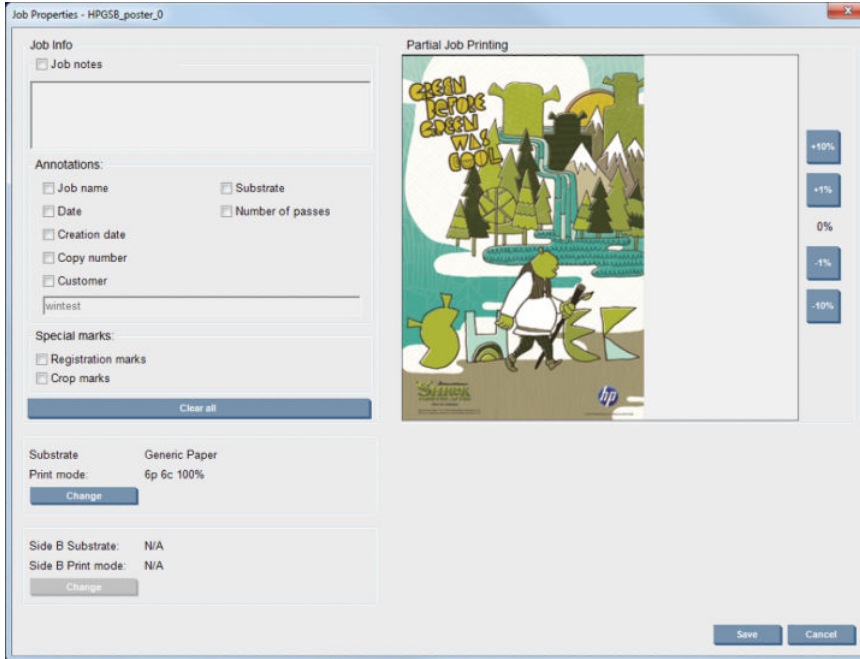 Job Properties - HPGSB_poster_0
Job Info
Job notes
Annotations:
Job name
Substrate
Date
Number of passes
Creation date
Copy number
Customer
wintest
Special marks:
Registration marks
Crop marks
Clear all
Substrate Generic Paper
Print mode: 6p 6c 100%
Change
Side B Substrate: N/A
Side B Print mode: N/A
Change
Partial Job Printing
GREEN
BEFORE
GREEN
WAS
COOL
SHREK
SHREK
hp
+10%
+1%
0%
-1%
-10%
Save
Cancel